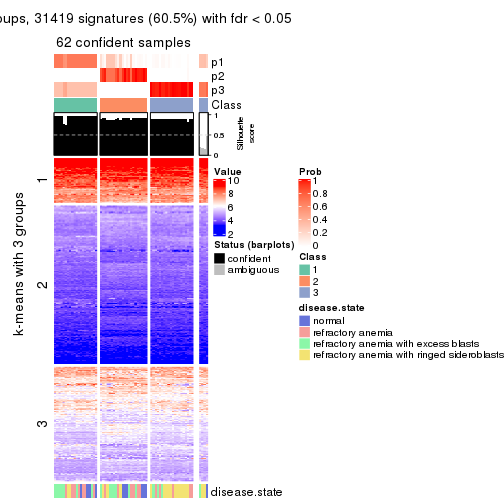 oups, 31419 signatures (60.5%) with fdr < 0.05
62 confident samples
p1
p2
p3
Class
1
0.5
0
Silhouette
score
k-means with 3 groups
1
2
3
disease.state
Value
10
8
6
4
2
Status (barplots)
confident
ambiguous
Prob
1
0.8
0.6
0.4
0.2
0
Class
1
2
3
disease.state
normal
refractory anemia
refractory anemia with excess blasts
refractory anemia with ringed sideroblasts